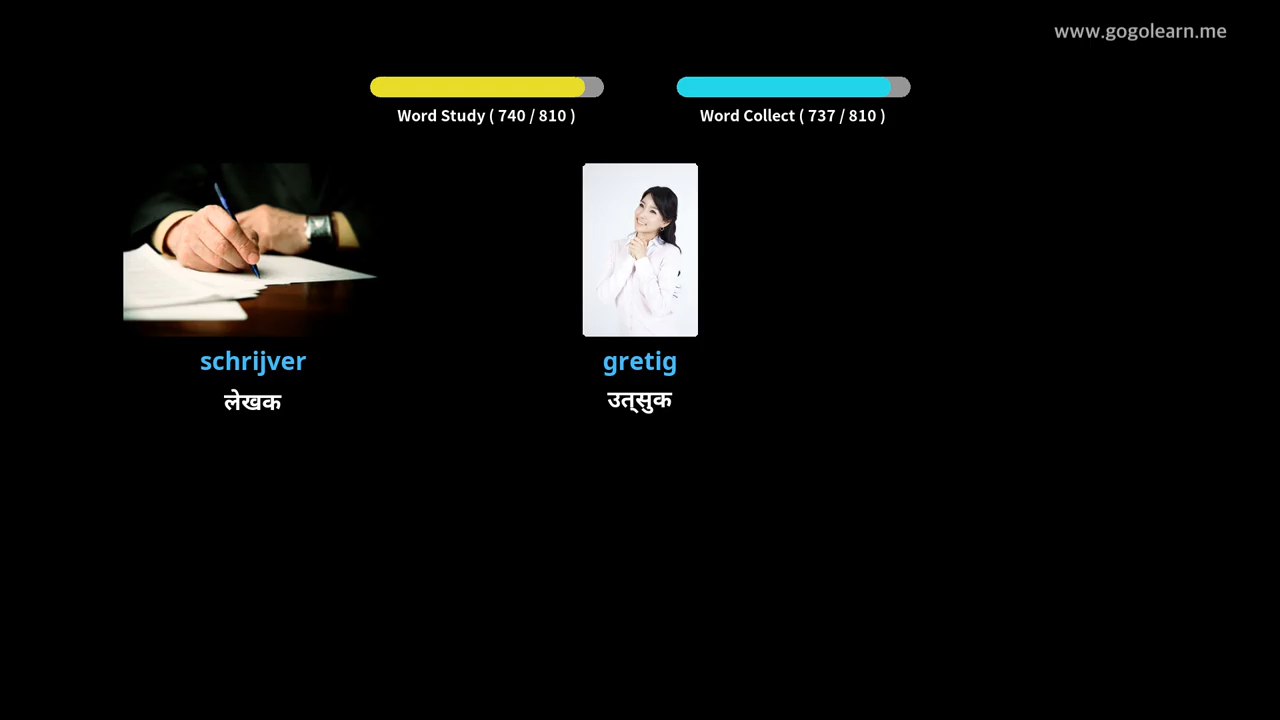 www.gogolearn.me
Word Study ( 740 / 810 )
Word Collect ( 737 / 810 )
schrijver
लेखक
gretig
उत्सुक